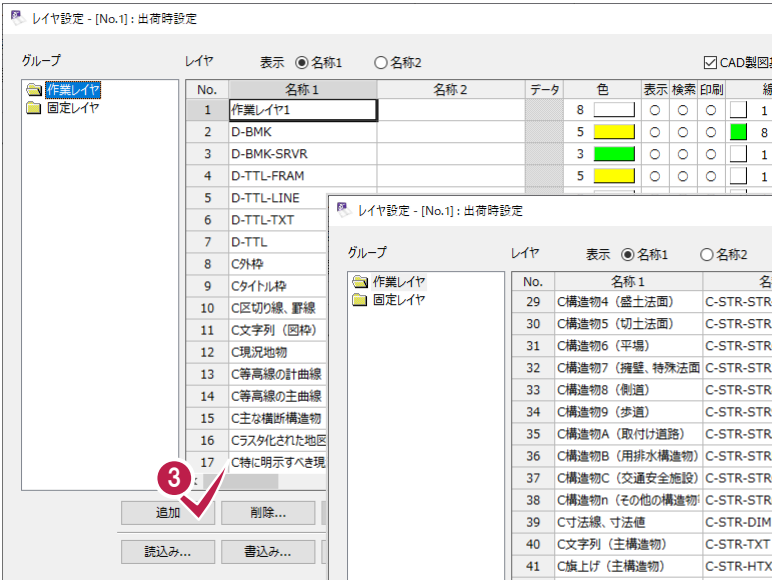 レイヤ設定 - [No.1] : 出荷時設定
グループ
作業レイヤ
固定レイヤ
レイヤ 表示 名称1 名称2 CAD製図
No. 名称 1 名称 2 データ 色 表示 検索 印刷 線
1 作業レイヤ1 8 ○ ○ ○ 1
2 D-BMK 5 ○ ○ ○ 8
3 D-BMK-SRVR 3 ○ ○ ○ 1
4 D-TTL-FRAM 5 ○ ○ ○ 1
5 D-TTL-LINE
6 D-TTL-TXT
7 D-TTL
8 C外枠
9 Cタイトル枠
10 C区切り線、罫線
11 C文字列（図枠）
12 C現況地物
13 C等高線の計曲線
14 C等高線の主曲線
15 C主な横断構造物
16 Cラスタ化された地図
17 C特に明示すべき現
3
追加 削除...
読込み... 書込み...
レイヤ設定 - [No.1] : 出荷時設定
グループ
作業レイヤ
固定レイヤ
レイヤ 表示 名称1 名称2
No. 名称 1 名
29 C構造物4（盛土法面） C-STR-STR
30 C構造物5（切土法面） C-STR-STR
31 C構造物6（平場） C-STR-STR
32 C構造物7（擁壁、特殊法面 C-STR-STR
33 C構造物8（側道） C-STR-STR
34 C構造物9（歩道） C-STR-STR
35 C構造物A（取付け道路） C-STR-STR
36 C構造物B（用排水構造物） C-STR-STR
37 C構造物C（交通安全施設） C-STR-STR
38 C構造物n（その他の構造物 C-STR-STR
39 C寸法線、寸法値 C-STR-DIM
40 C文字列（主構造物） C-STR-TXT
41 C旗上げ（主構造物） C-STR-HTX